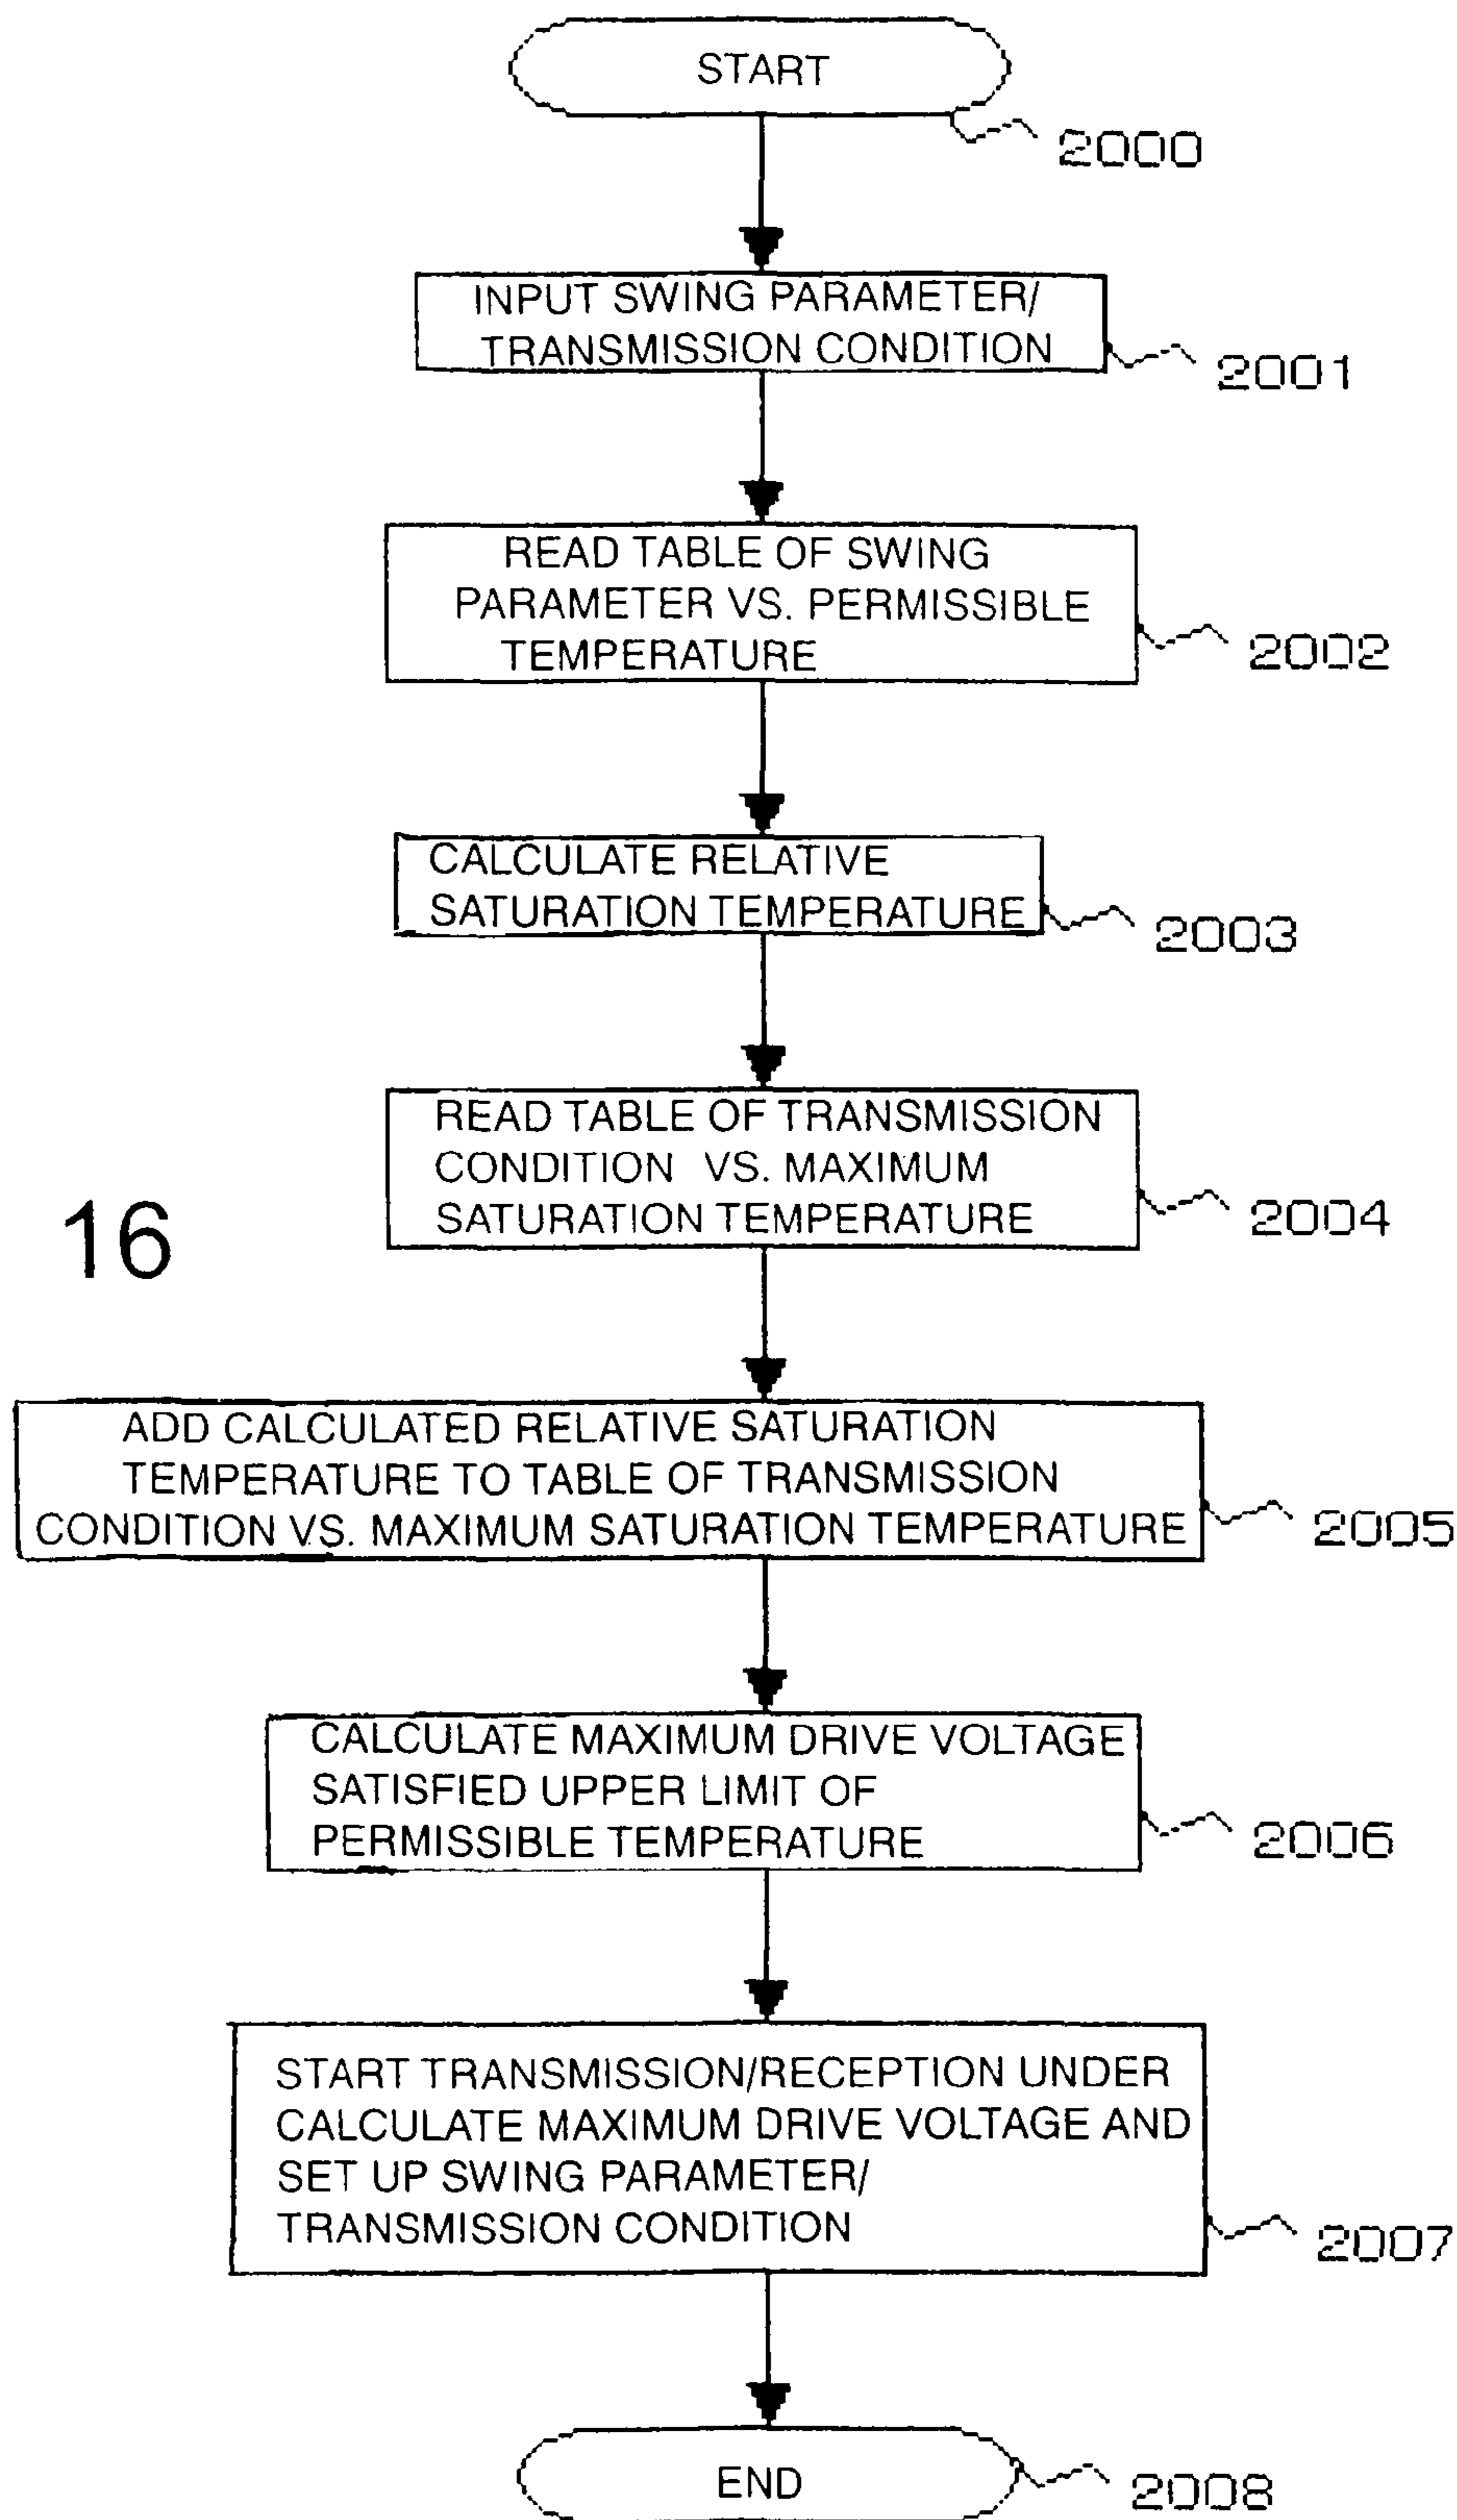 START
2000
INPUT SWING PARAMETER/
TRANSMISSION CONDITION
2001
READ TABLE OF SWING
PARAMETER VS. PERMISSIBLE
TEMPERATURE
2002
CALCULATE RELATIVE
SATURATION TEMPERATURE
2003
READ TABLE OF TRANSMISSION
CONDITION VS. MAXIMUM
SATURATION TEMPERATURE
2004
16
ADD CALCULATED RELATIVE SATURATION
TEMPERATURE TO TABLE OF TRANSMISSION
CONDITION VS. MAXIMUM SATURATION TEMPERATURE
2005
CALCULATE MAXIMUM DRIVE VOLTAGE
SATISFIED UPPER LIMIT OF
PERMISSIBLE TEMPERATURE
2006
START TRANSMISSION/RECEPTION UNDER
CALCULATE MAXIMUM DRIVE VOLTAGE AND
SET UP SWING PARAMETER/
TRANSMISSION CONDITION
2007
END
2008